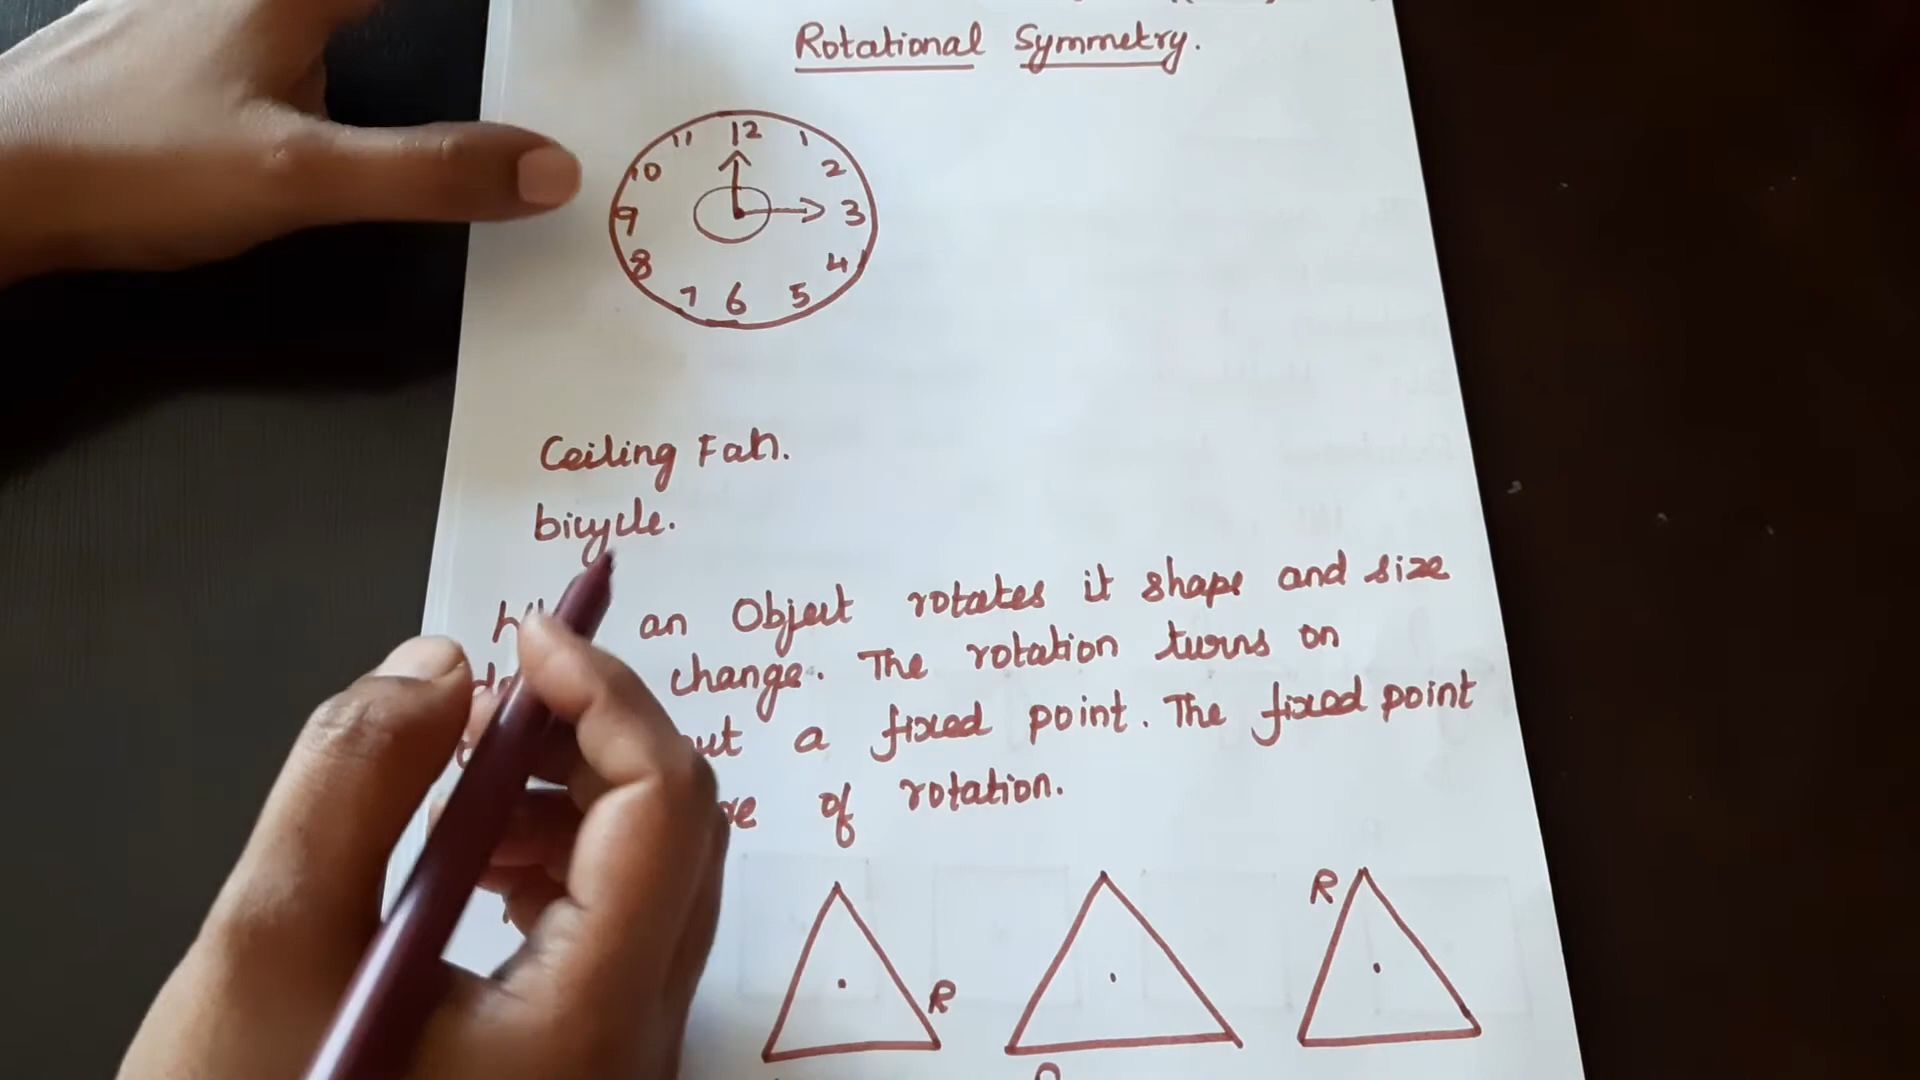 Rotational Symmetry.
11 12 1
10 2
9 3
8 4
7 6 5
Ceiling Fan.
bicycle.
an Object rotates it shape and size
change. The rotation turns on
a fixed point. The fixed point
of rotation.
R
R